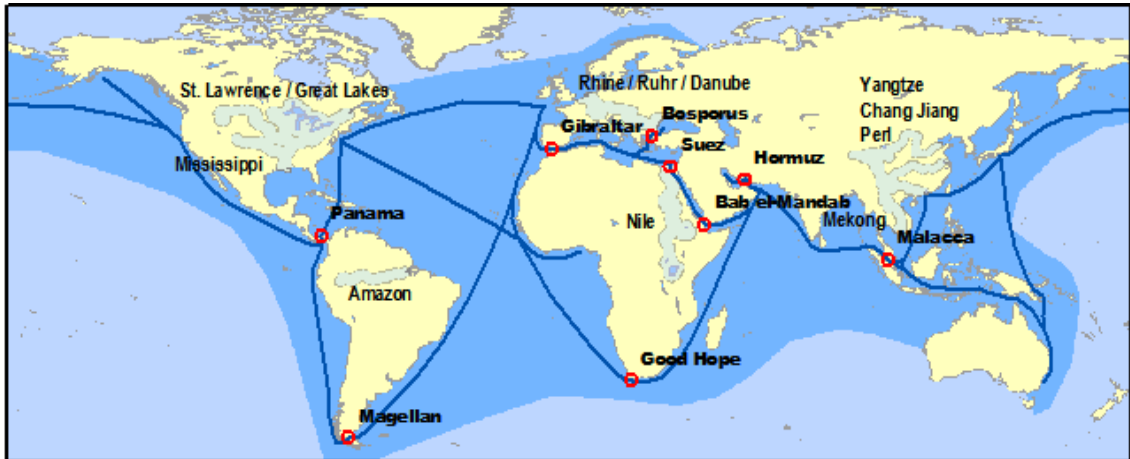 St. Lawrence / Great Lakes
Rhine / Ruhr / Danube
Yangtze
Chang Jiang
Perl
Bosporus
Gibraltar
Suez
Hormuz
Mississippi
Bab el-Mandab
Panama
Nile
Mekong
Malacca
Amazon
Good Hope
Magellan